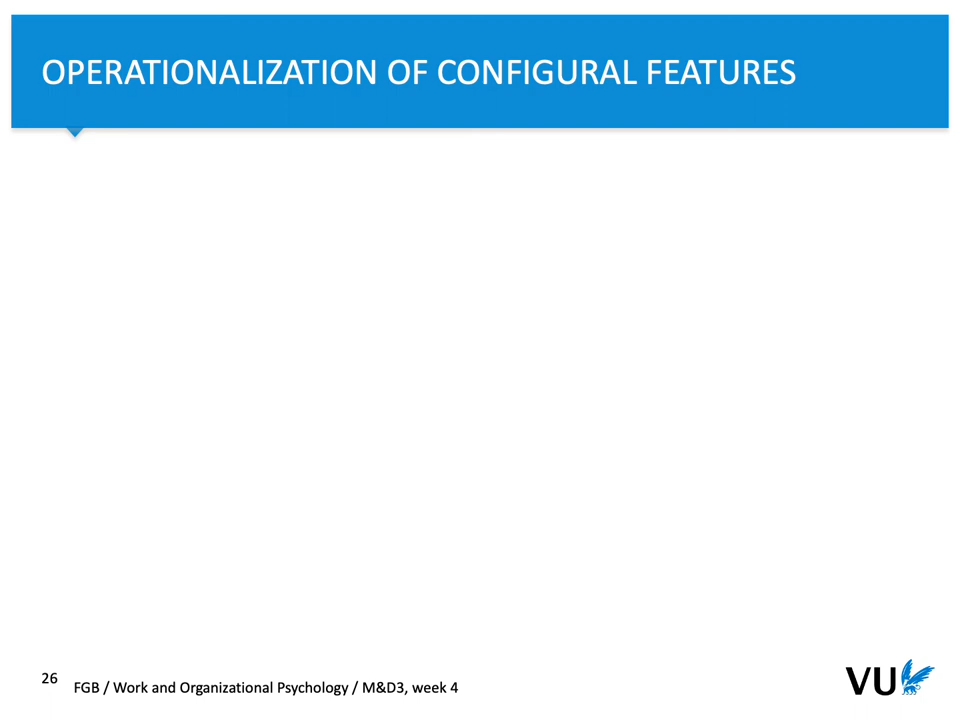 OPERATIONALIZATION OF CONFIGURAL FEATURES
26
FGB / Work and Organizational Psychology / M&D3, week 4
VU